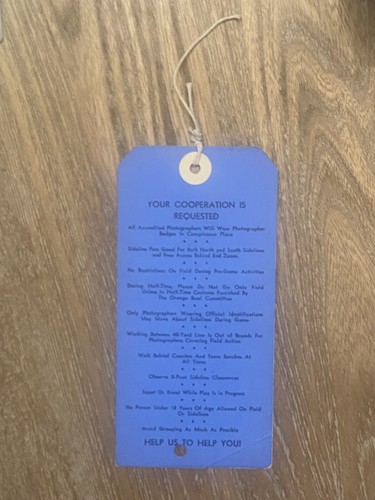 YOUR COOPERATION IS
REQUESTED
All Accredited Photographers Will Wear Photographer
Badges In Conspicuous Place
Sideline Pass Good For Both North and South Sidelines
and Free Access Behind End Zones
No Restrictions On Field During Pre-Game Activities
During Half-Time, Please Do Not Go Onto Field
Unless In Half-Time Costume Furnished By
The Orange Bowl Committee
Only Photographers Wearing Official Identifications
May Move About Sidelines During Game
Working Between 40-Yard Line Is Out of Bounds For
Photographers Covering Field Action
Walk Behind Coaches And Team Benches At
All Times
Observe 5-Foot Sideline Clearances
Squat Or Kneel While Play Is In Progress
No Person Under 18 Years Of Age Allowed On Field
Or Sidelines
Avoid Grouping As Much As Possible
HELP US TO HELP YOU!